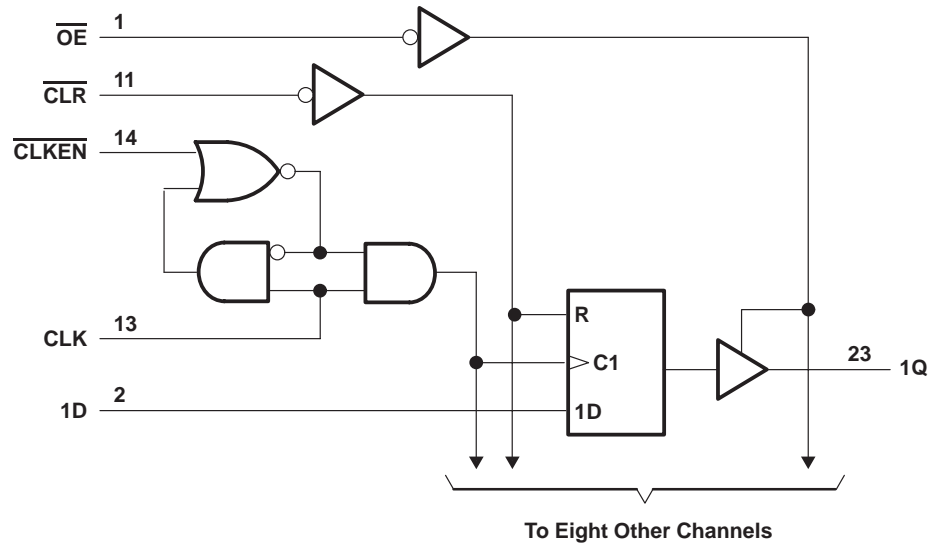 OE 1
CLR 11
CLKEN 14
CLK 13
R
C1
23 1Q
1D 2
1D
To Eight Other Channels